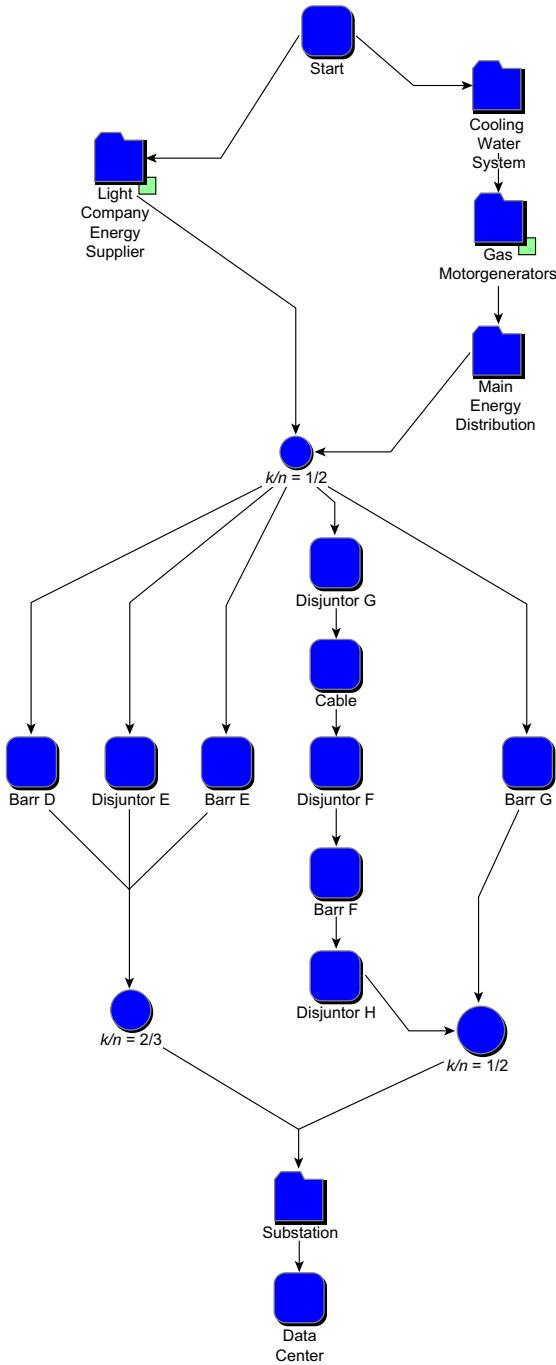 Start
Cooling
Water
System
Light
Company
Energy
Supplier
Gas
Motorgenerators
Main
Energy
Distribution
k/n = 1/2
Disjuntor G
Cable
Barr D
Disjuntor E
Barr E
Disjuntor F
Barr G
Barr F
Disjuntor H
k/n = 2/3
k/n = 1/2
Substation
Data
Center